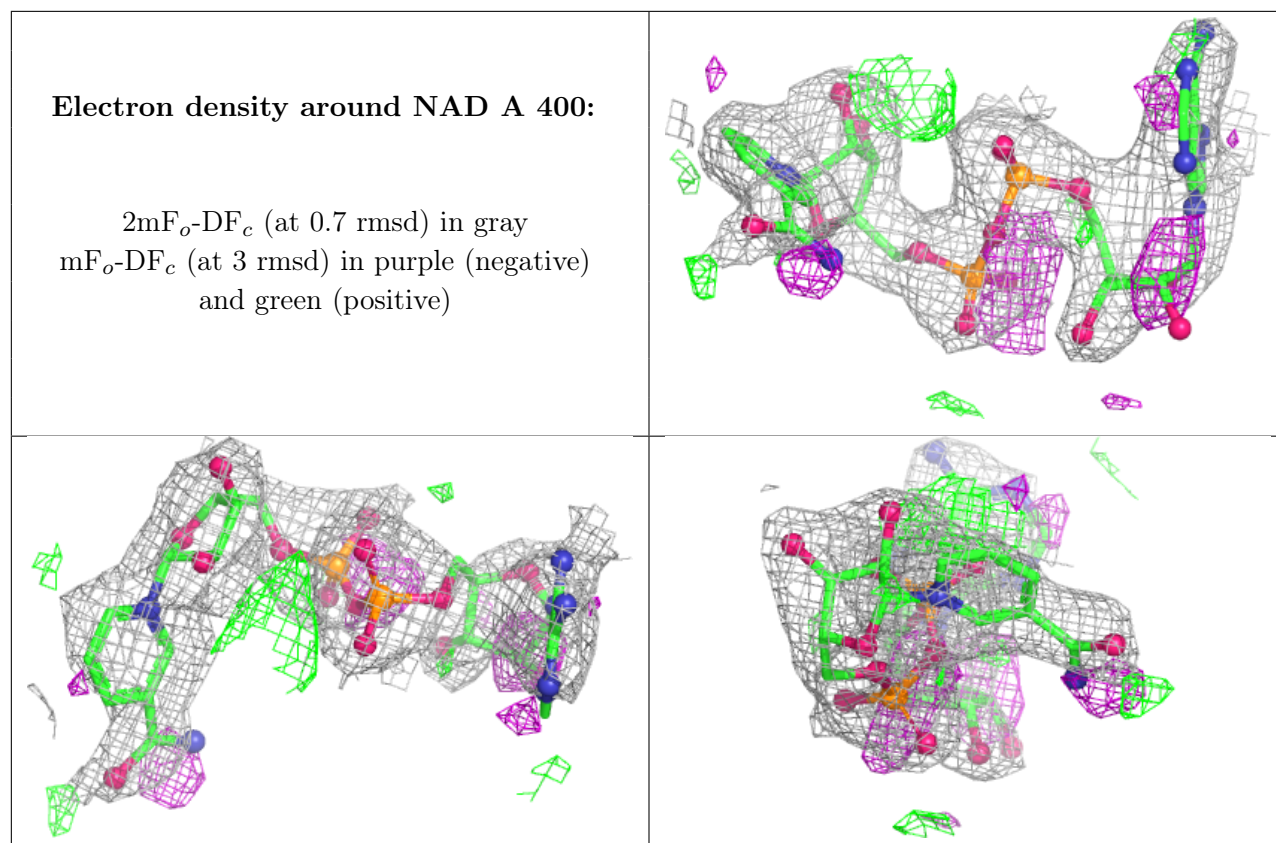 Electron density around NAD A 400:
2mFo-DFc (at 0.7 rmsd) in gray
mFo-DFc (at 3 rmsd) in purple (negative)
and green (positive)